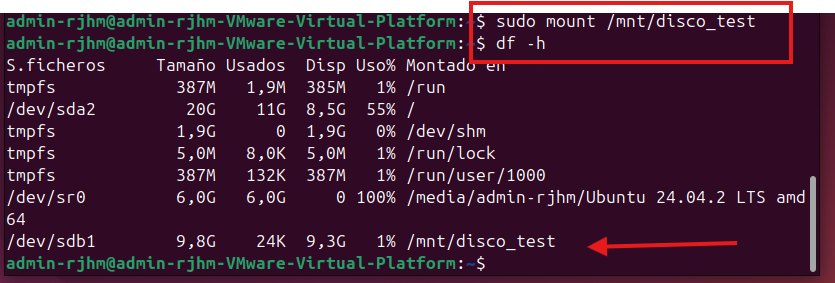 admin-rjhm@admin-rjhm-VMware-Virtual-Platform:~$ sudo mount /mnt/disco_test
admin-rjhm@admin-rjhm-VMware-Virtual-Platform:~$ df -h
S.ficheros     Tamaño Usados  Disp Uso% Montado en
tmpfs            387M   1,9M  385M   1% /run
/dev/sda2         20G    11G  8,5G  55% /
tmpfs            1,9G      0  1,9G   0% /dev/shm
tmpfs            5,0M   8,0K  5,0M   1% /run/lock
tmpfs            387M   132K  387M   1% /run/user/1000
/dev/sr0         6,0G   6,0G     0 100% /media/admin-rjhm/Ubuntu 24.04.2 LTS amd
64
/dev/sdb1        9,8G    24K  9,3G   1% /mnt/disco_test
admin-rjhm@admin-rjhm-VMware-Virtual-Platform:~$